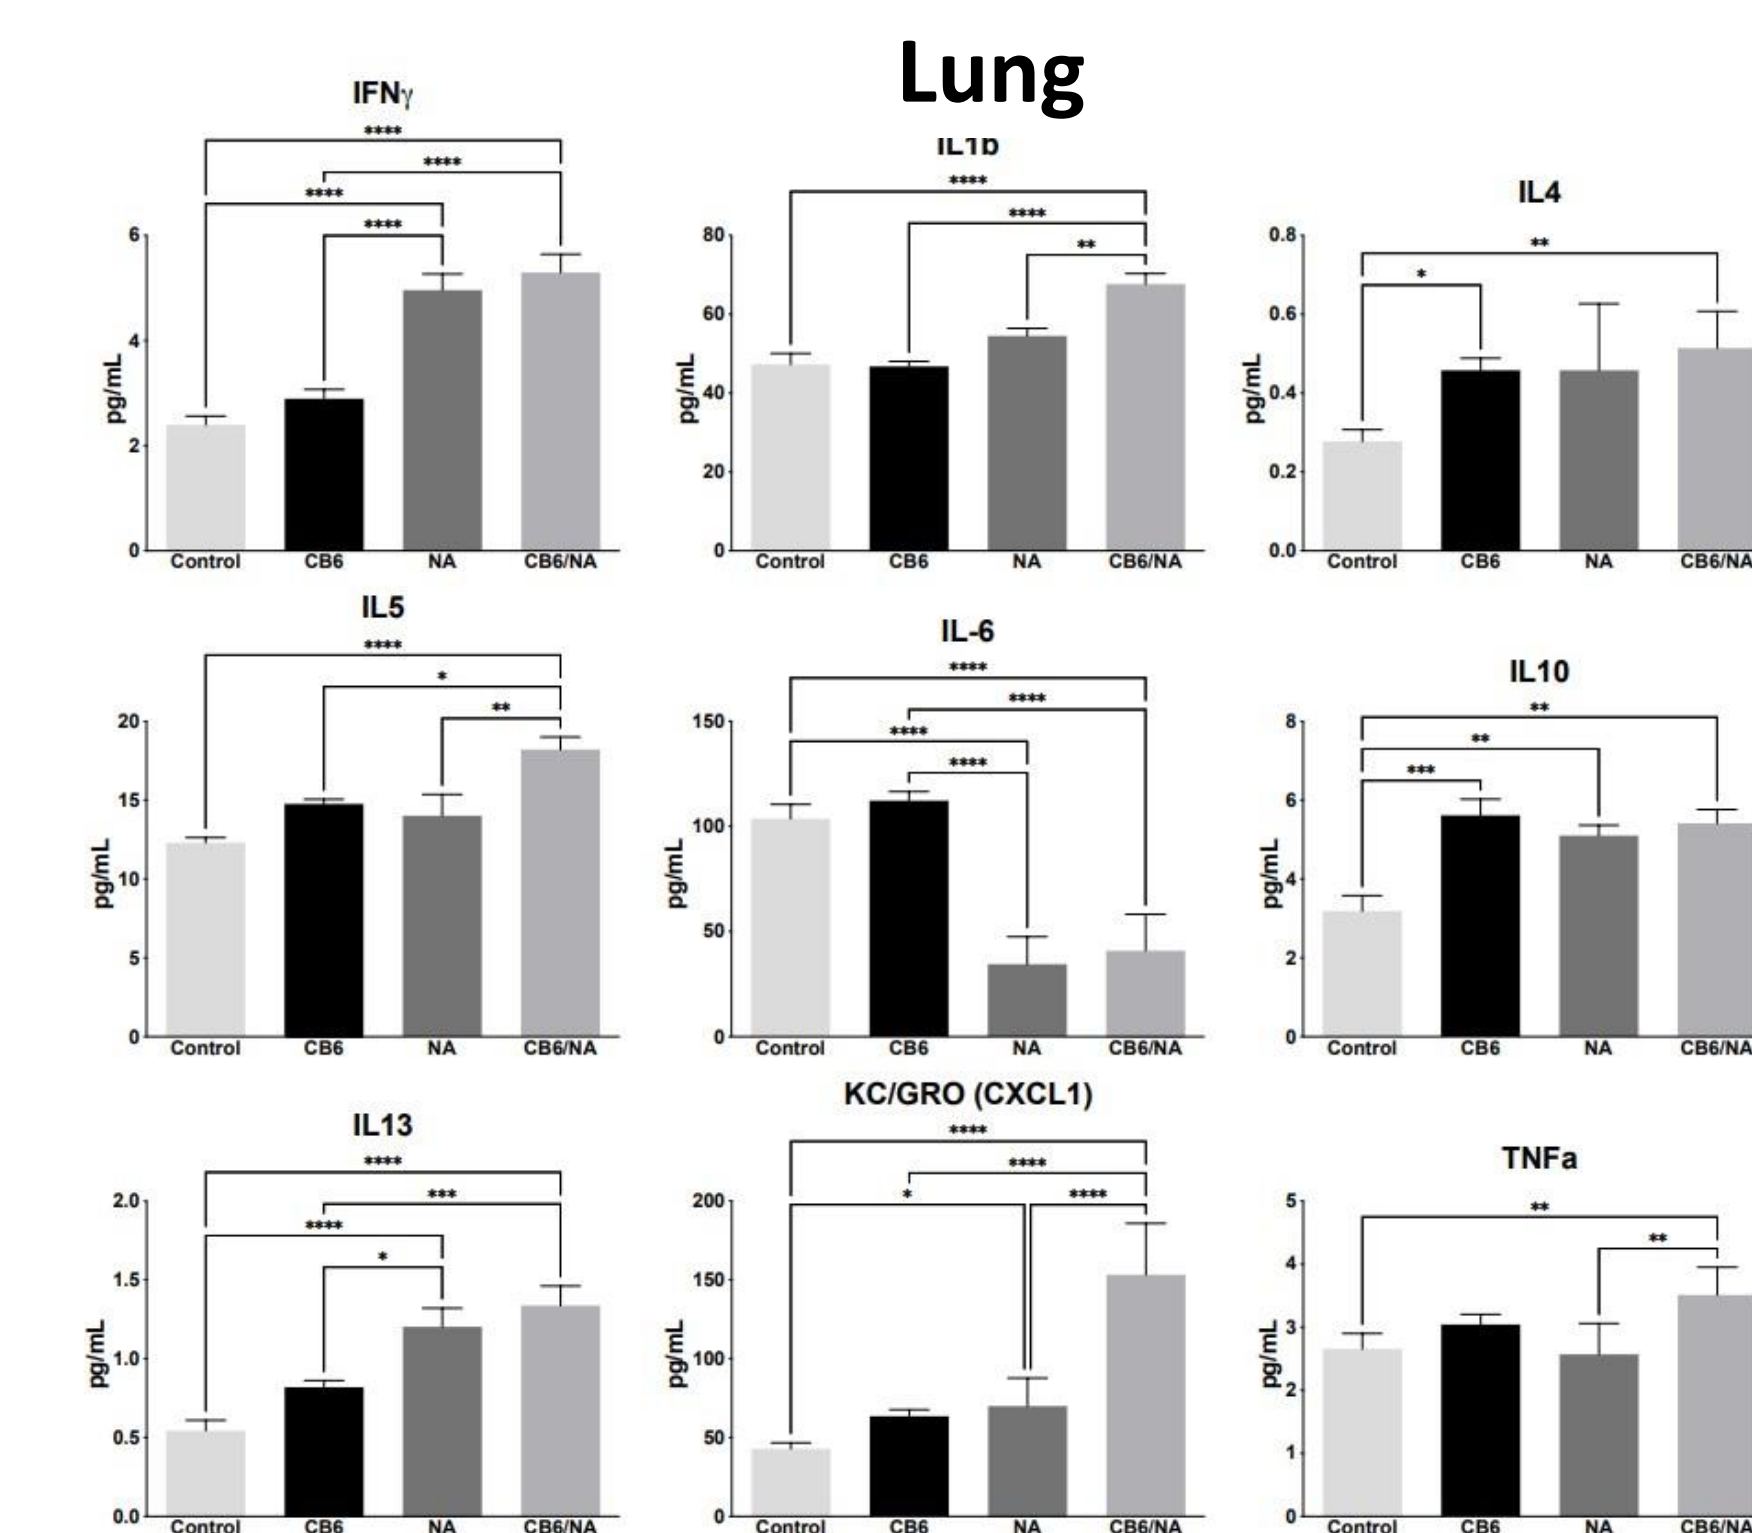 Lung
IFNγ
****
****
****
****
pg/mL
6
4
2
0
Control CB6 NA CB6/NA
IL1b
****
****
**
pg/mL
80
60
40
20
0
Control CB6 NA CB6/NA
IL4
**
*
pg/mL
0.8
0.6
0.4
0.2
0.0
Control CB6 NA CB6/NA
IL5
****
*
**
pg/mL
20
15
10
5
0
Control CB6 NA CB6/NA
IL-6
****
****
****
****
pg/mL
150
100
50
0
Control CB6 NA CB6/NA
IL10
**
**
***
pg/mL
8
6
4
2
0
Control CB6 NA CB6/NA
IL13
****
***
****
*
pg/mL
2.0
1.5
1.0
0.5
0.0
Control CB6 NA CB6/NA
KC/GRO (CXCL1)
****
****
* ****
pg/mL
200
150
100
50
0
Control CB6 NA CB6/NA
TNFa
**
**
pg/mL
5
4
3
2
1
0
Control CB6 NA CB6/NA